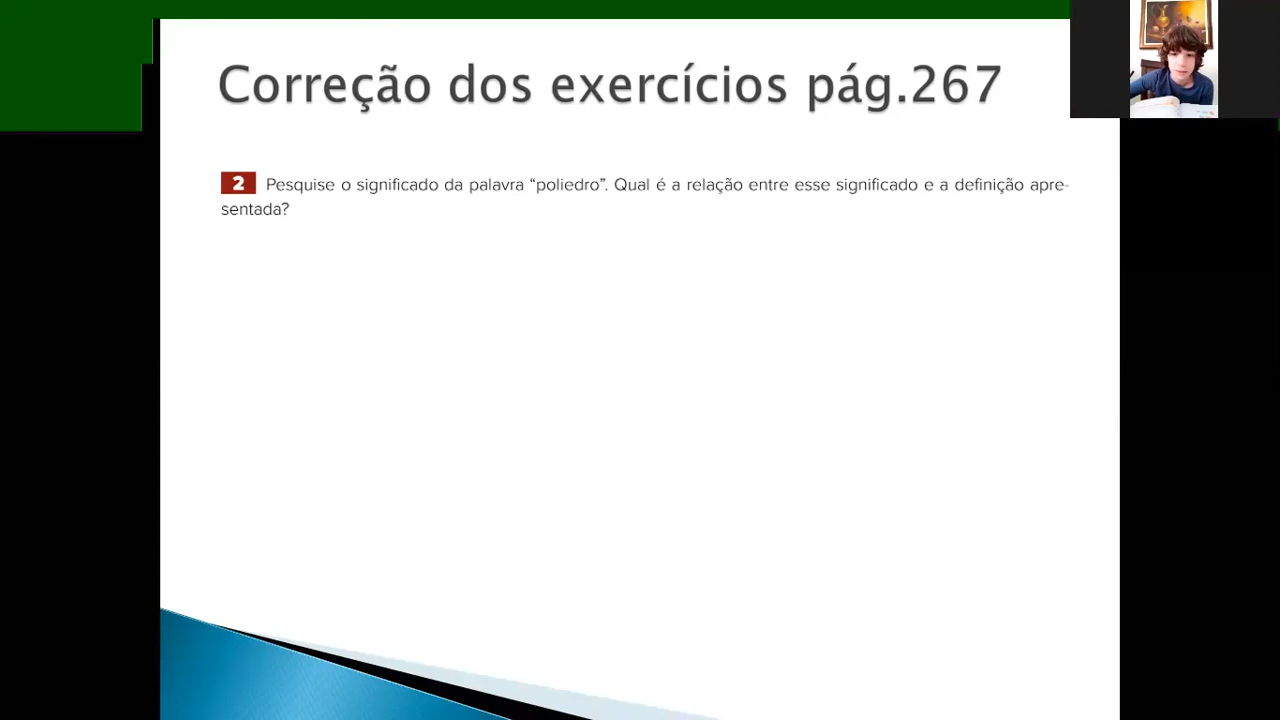 Correção dos exercícios pág.267
2 Pesquise o significado da palavra “poliedro”. Qual é a relação entre esse significado e a definição apre-
sentada?